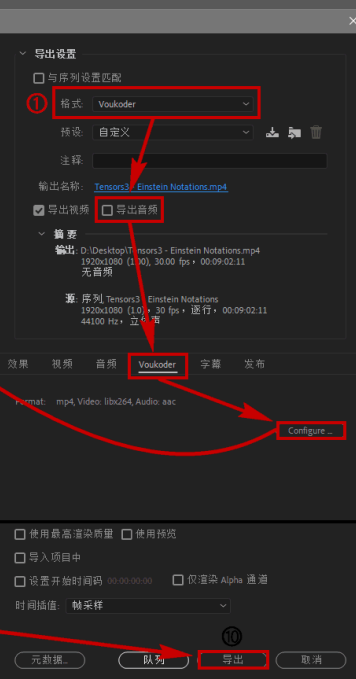 导出设置
与序列设置匹配
① 格式: Voukoder
预设: 自定义
注释:
输出名称: Tensors3 - Einstein Notations.mp4
导出视频 导出音频
摘要
输出: D:\Desktop\Tensors3 - Einstein Notations.mp4
1920x1080 (1.0), 30.00 fps, 00:09:02:11
无音频
源: 序列, Tensors3 - Einstein Notations
1920x1080 (1.0), 30 fps, 逐行, 00:09:02:11
44100 Hz, 立体声
效果 视频 音频 Voukoder 字幕 发布
Format: mp4, Video: libx264, Audio: aac
Configure ...
使用最高渲染质量 使用预览
导入项目中
设置开始时间码 00:00:00:00 仅渲染 Alpha 通道
时间插值: 帧采样
⑩
元数据... 队列 导出 取消